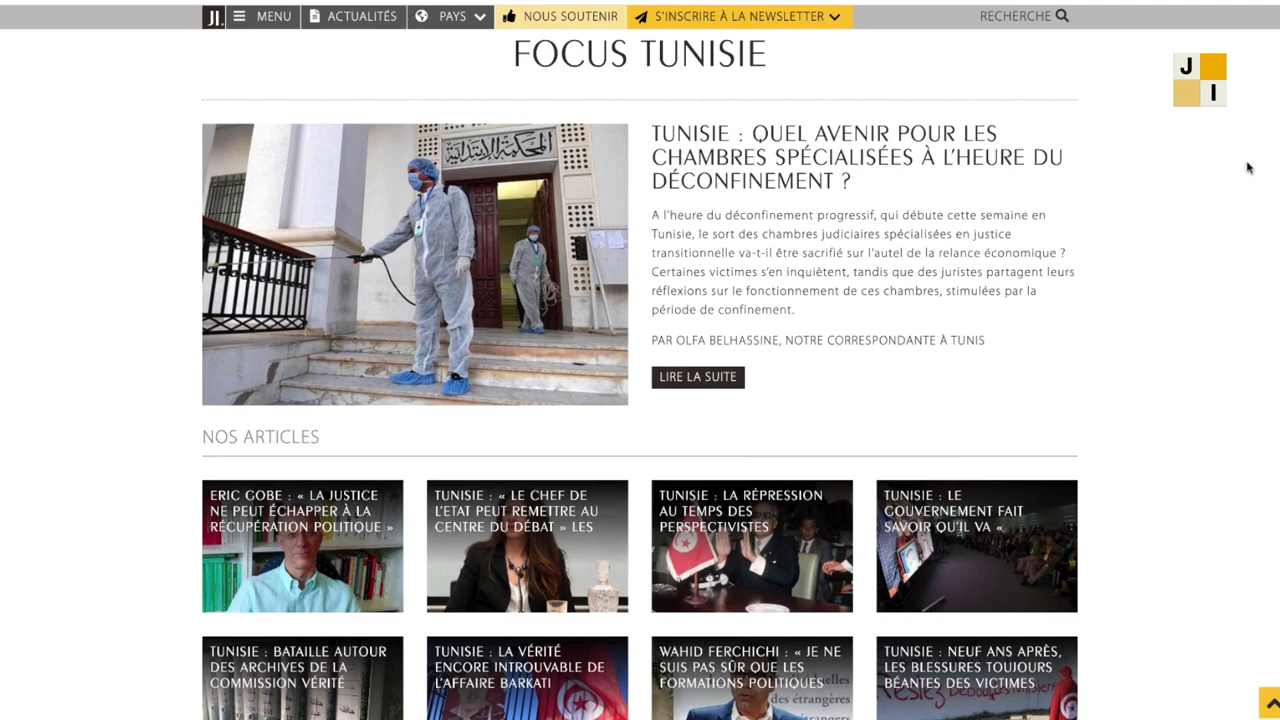 JI.
MENU
ACTUALITÉS
PAYS
NOUS SOUTENIR
S'INSCRIRE À LA NEWSLETTER
RECHERCHE
FOCUS TUNISIE
J
I
المحكمة الابتدائية
TUNISIE : QUEL AVENIR POUR LES
CHAMBRES SPÉCIALISÉES À L'HEURE DU
DÉCONFINEMENT ?
A l'heure du déconfinement progressif, qui débute cette semaine en
Tunisie, le sort des chambres judiciaires spécialisées en justice
transitionnelle va-t-il être sacrifié sur l'autel de la relance économique ?
Certaines victimes s'en inquiètent, tandis que des juristes partagent leurs
réflexions sur le fonctionnement de ces chambres, stimulées par la
période de confinement.
PAR OLFA BELHASSINE, NOTRE CORRESPONDANTE À TUNIS
LIRE LA SUITE
NOS ARTICLES
ERIC GOBE : « LA JUSTICE
NE PEUT ÉCHAPPER À LA
RÉCUPÉRATION POLITIQUE »
TUNISIE : « LE CHEF DE
L'ETAT PEUT REMETTRE AU
CENTRE DU DÉBAT » LES
TUNISIE : LA RÉPRESSION
AU TEMPS DES
PERSPECTIVISTES
TUNISIE : LE
GOUVERNEMENT FAIT
SAVOIR QU'IL VA «
TUNISIE : BATAILLE AUTOUR
DES ARCHIVES DE LA
COMMISSION VÉRITÉ
TUNISIE : LA VÉRITÉ
ENCORE INTROUVABLE DE
L'AFFAIRE BARKATI
WAHID FERCHICHI : « JE NE
SUIS PAS SÛR QUE LES
FORMATIONS POLITIQUES
des étrangères
TUNISIE : NEUF ANS APRÈS,
LES BLESSURES TOUJOURS
BÉANTES DES VICTIMES